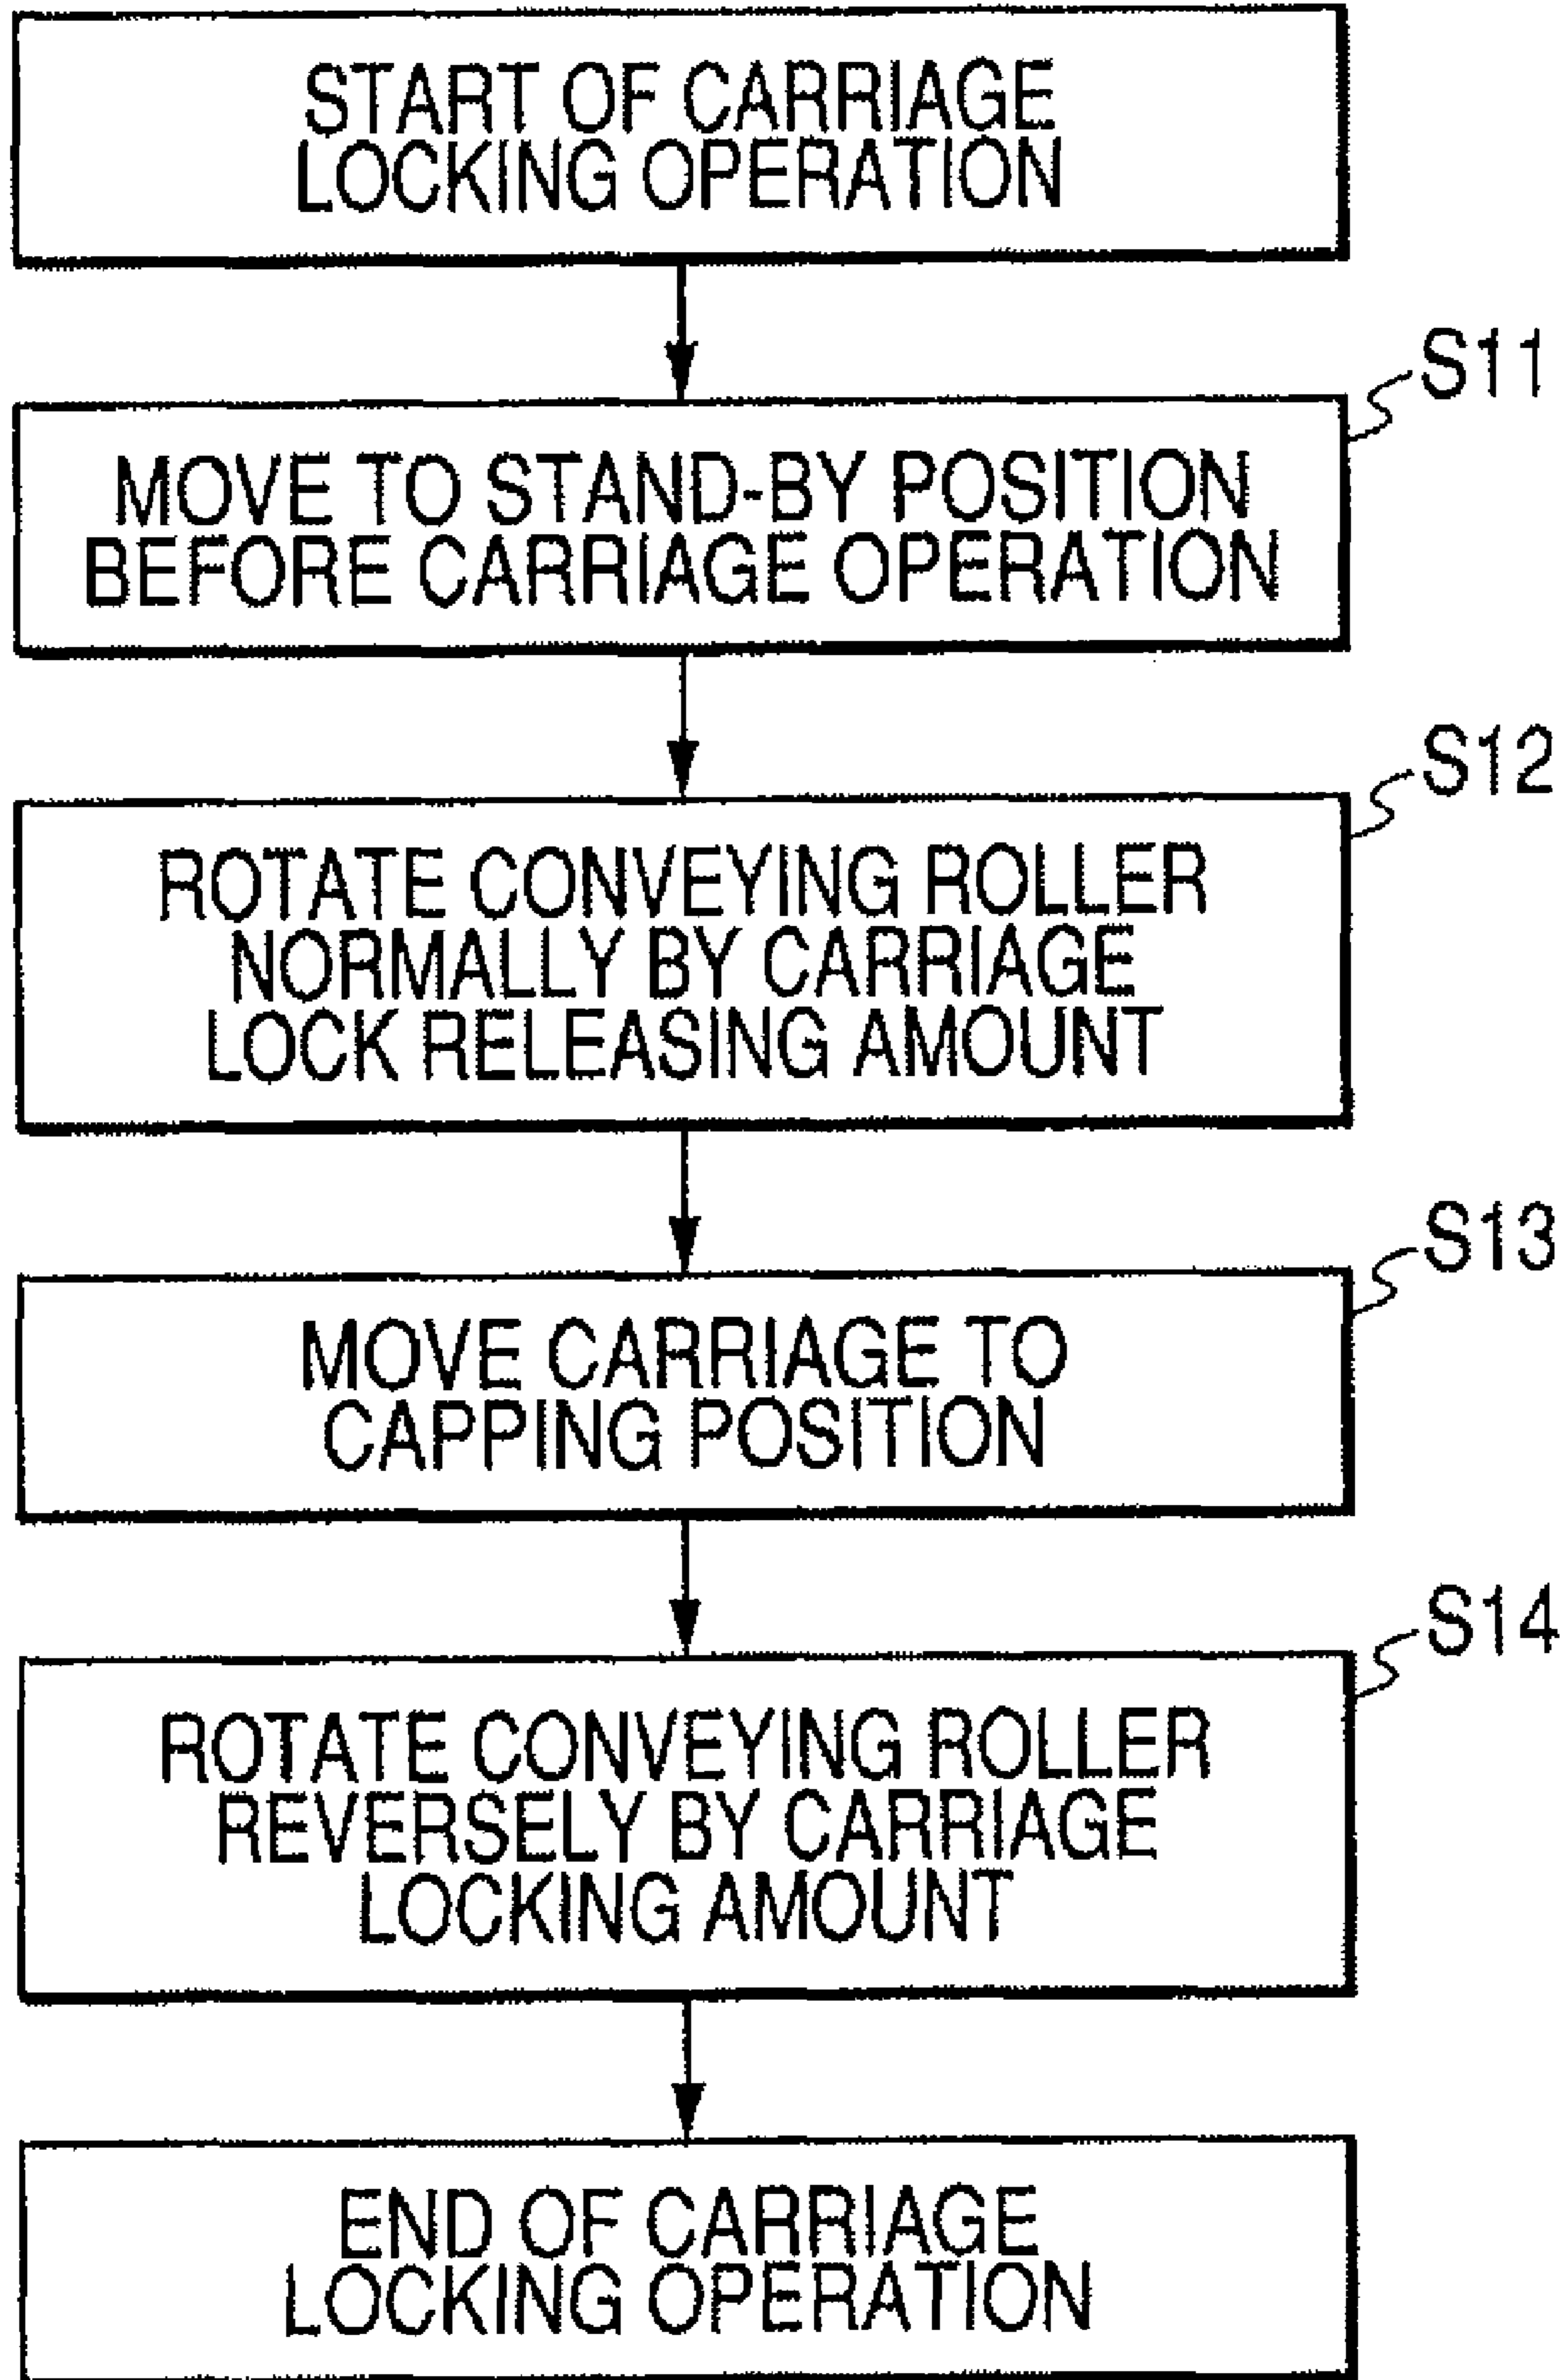 START OF CARRIAGE
LOCKING OPERATION
S11
MOVE TO STAND-BY POSITION
BEFORE CARRIAGE OPERATION
S12
ROTATE CONVEYING ROLLER
NORMALLY BY CARRIAGE
LOCK RELEASING AMOUNT
S13
MOVE CARRIAGE TO
CAPPING POSITION
S14
ROTATE CONVEYING ROLLER
REVERSELY BY CARRIAGE
LOCKING AMOUNT
END OF CARRIAGE
LOCKING OPERATION